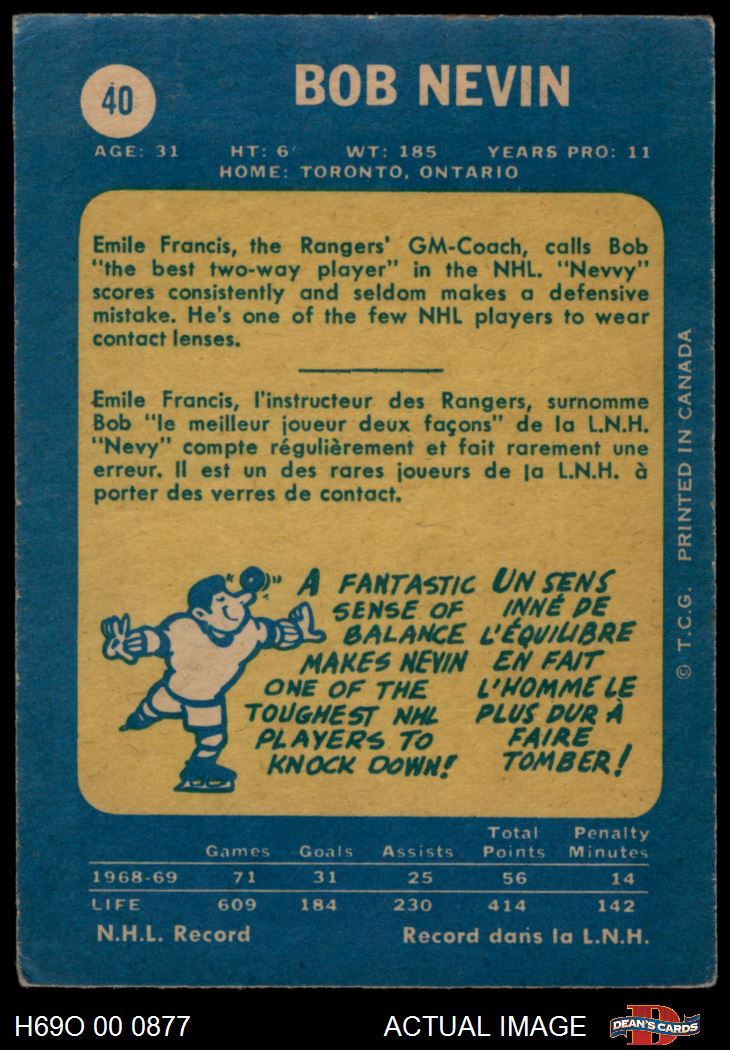 40
BOB NEVIN
AGE: 31 HT: 6' WT: 185 YEARS PRO: 11
HOME: TORONTO, ONTARIO
Emile Francis, the Rangers' GM-Coach, calls Bob
"the best two-way player" in the NHL. "Nevvy"
scores consistently and seldom makes a defensive
mistake. He's one of the few NHL players to wear
contact lenses.
Emile Francis, l'instructeur des Rangers, surnomme
Bob "le meilleur joueur deux façons" de la L.N.H.
"Nevy" compte régulièrement et fait rarement une
erreur. Il est un des rares joueurs de la L.N.H. à
porter des verres de contact.
A FANTASTIC
SENSE OF
BALANCE
MAKES NEVIN
ONE OF THE
TOUGHEST NHL
PLAYERS TO
KNOCK DOWN!
UN SENS
INNÉ DE
L'ÉQUILIBRE
EN FAIT
L'HOMME LE
PLUS DUR A
FAIRE
TOMBER!
© T.C.G. PRINTED IN CANADA
Games Goals Assists Total Points Penalty Minutes
1968-69 71 31 25 56 14
LIFE 609 184 230 414 142
N.H.L. Record Record dans la L.N.H.
H69O 00 0877 ACTUAL IMAGE DEAN'S CARDS